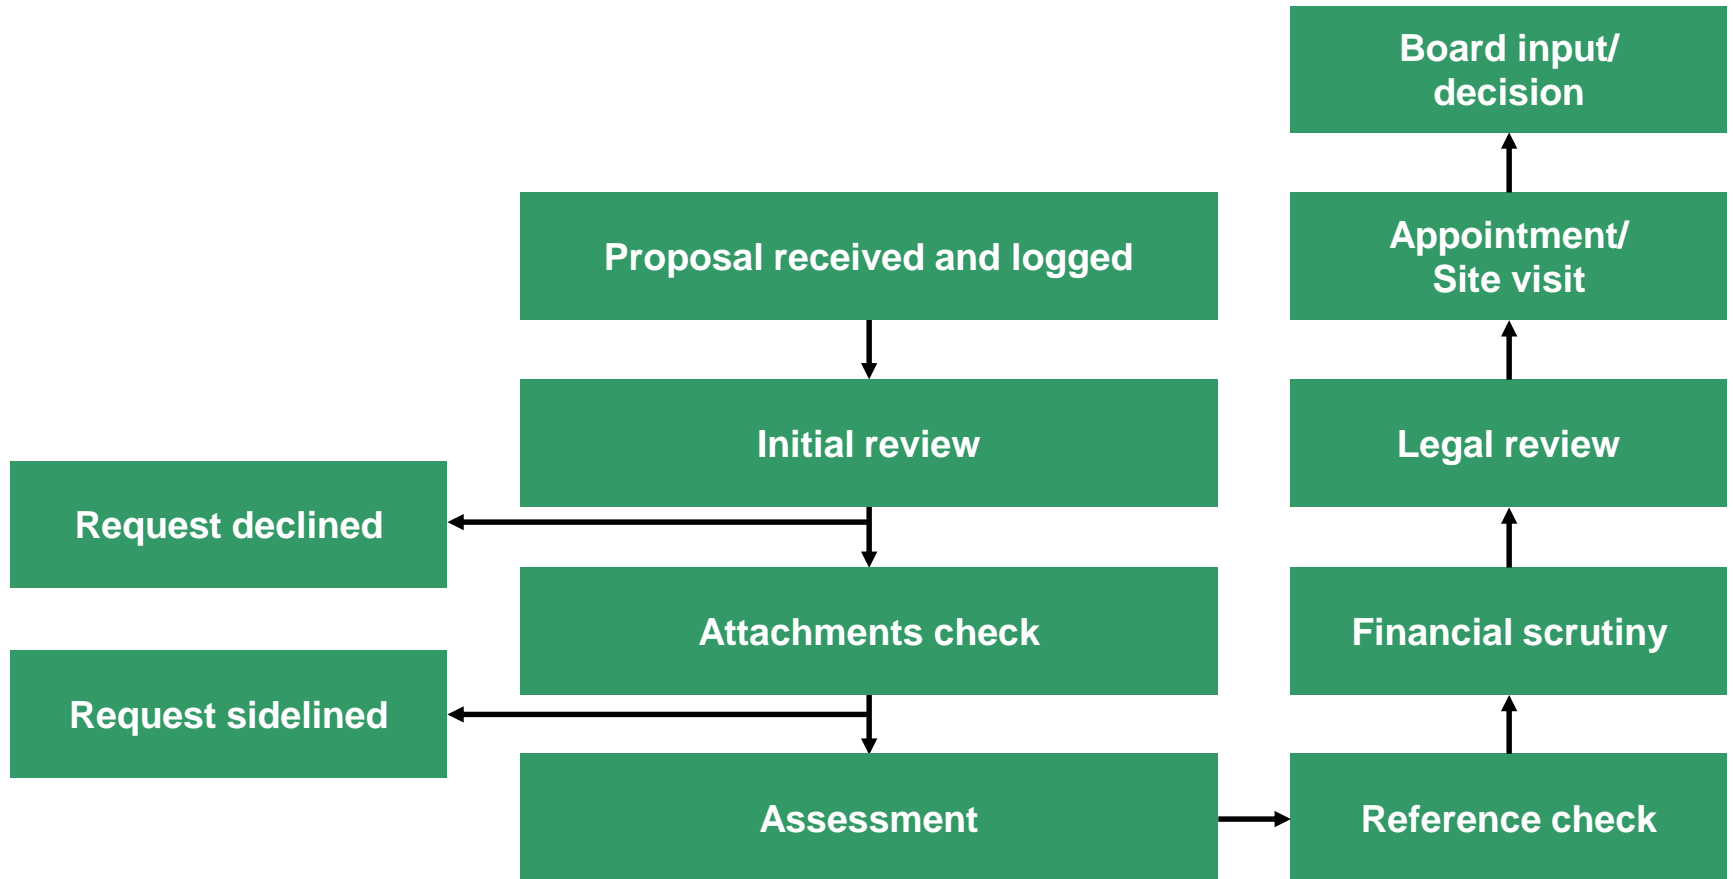 Proposal received and logged
Initial review
Request declined
Attachments check
Request sidelined
Assessment
Reference check
Financial scrutiny
Legal review
Appointment/
Site visit
Board input/
decision